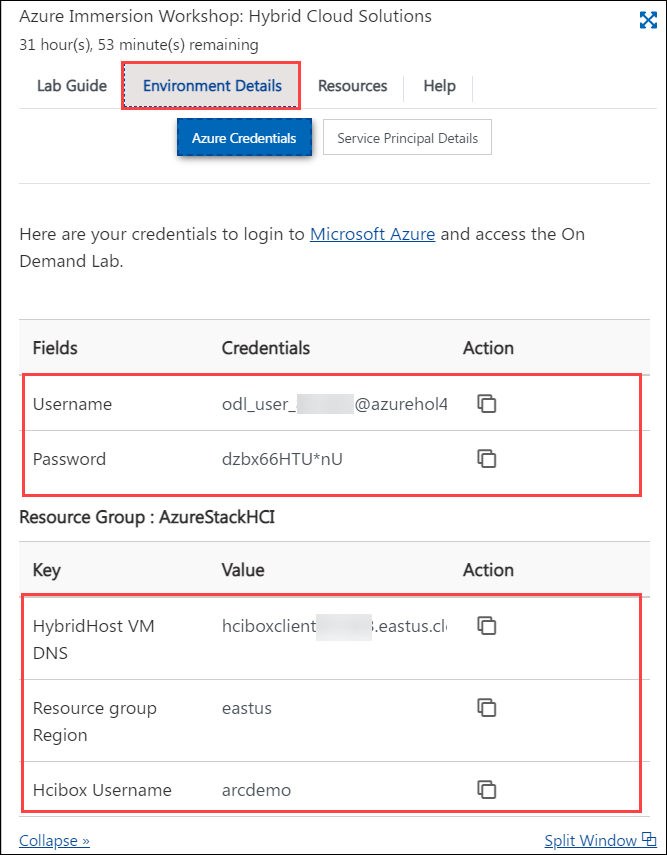 Azure Immersion Workshop: Hybrid Cloud Solutions
31 hour(s), 53 minute(s) remaining
Lab Guide Environment Details Resources Help
Azure Credentials Service Principal Details
Here are your credentials to login to Microsoft Azure and access the On
Demand Lab.
Fields Credentials Action
Username odl_user_ @azurehol4
Password dzbx66HTU*nU
Resource Group : AzureStackHCI
Key Value Action
HybridHost VM hciboxclient .eastus.cl
DNS
Resource group eastus
Region
Hcibox Username arcdemo
Collapse » Split Window